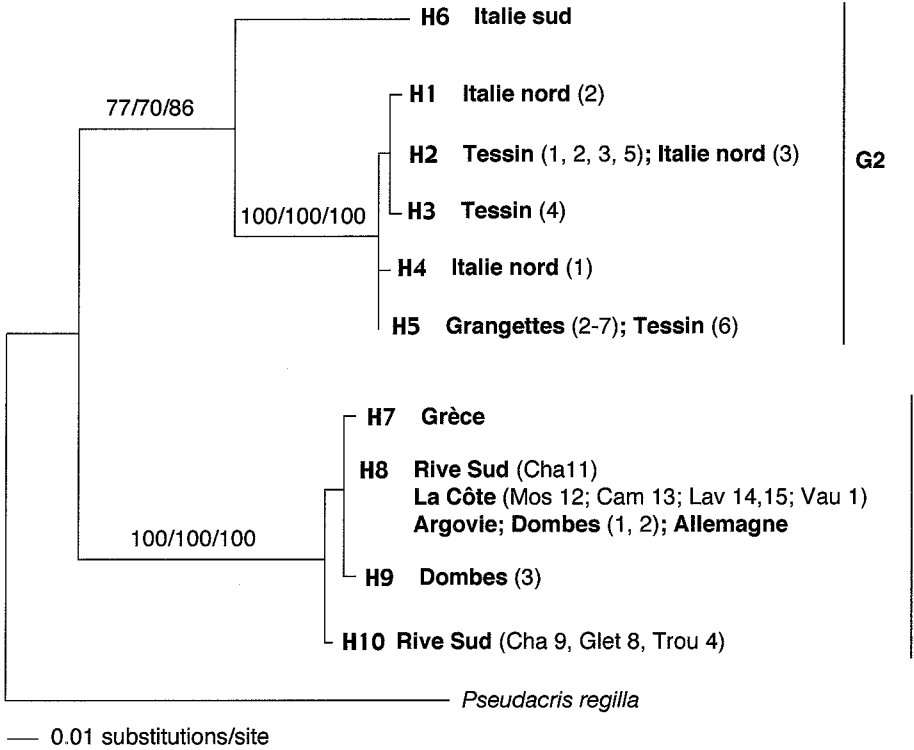 H6 Italie sud
77/70/86
H1 Italie nord (2)
H2 Tessin (1, 2, 3, 5); Italie nord (3)
G2
H3 Tessin (4)
100/100/100
H4 Italie nord (1)
H5 Grangettes (2-7); Tessin (6)
H7 Grèce
H8 Rive Sud (Cha11)
La Côte (Mos 12; Cam 13; Lav 14,15; Vau 1)
Argovie; Dombes (1, 2); Allemagne
100/100/100
H9 Dombes (3)
H10 Rive Sud (Cha 9, Glet 8, Trou 4)
Pseudacris regilla
0.01 substitutions/site